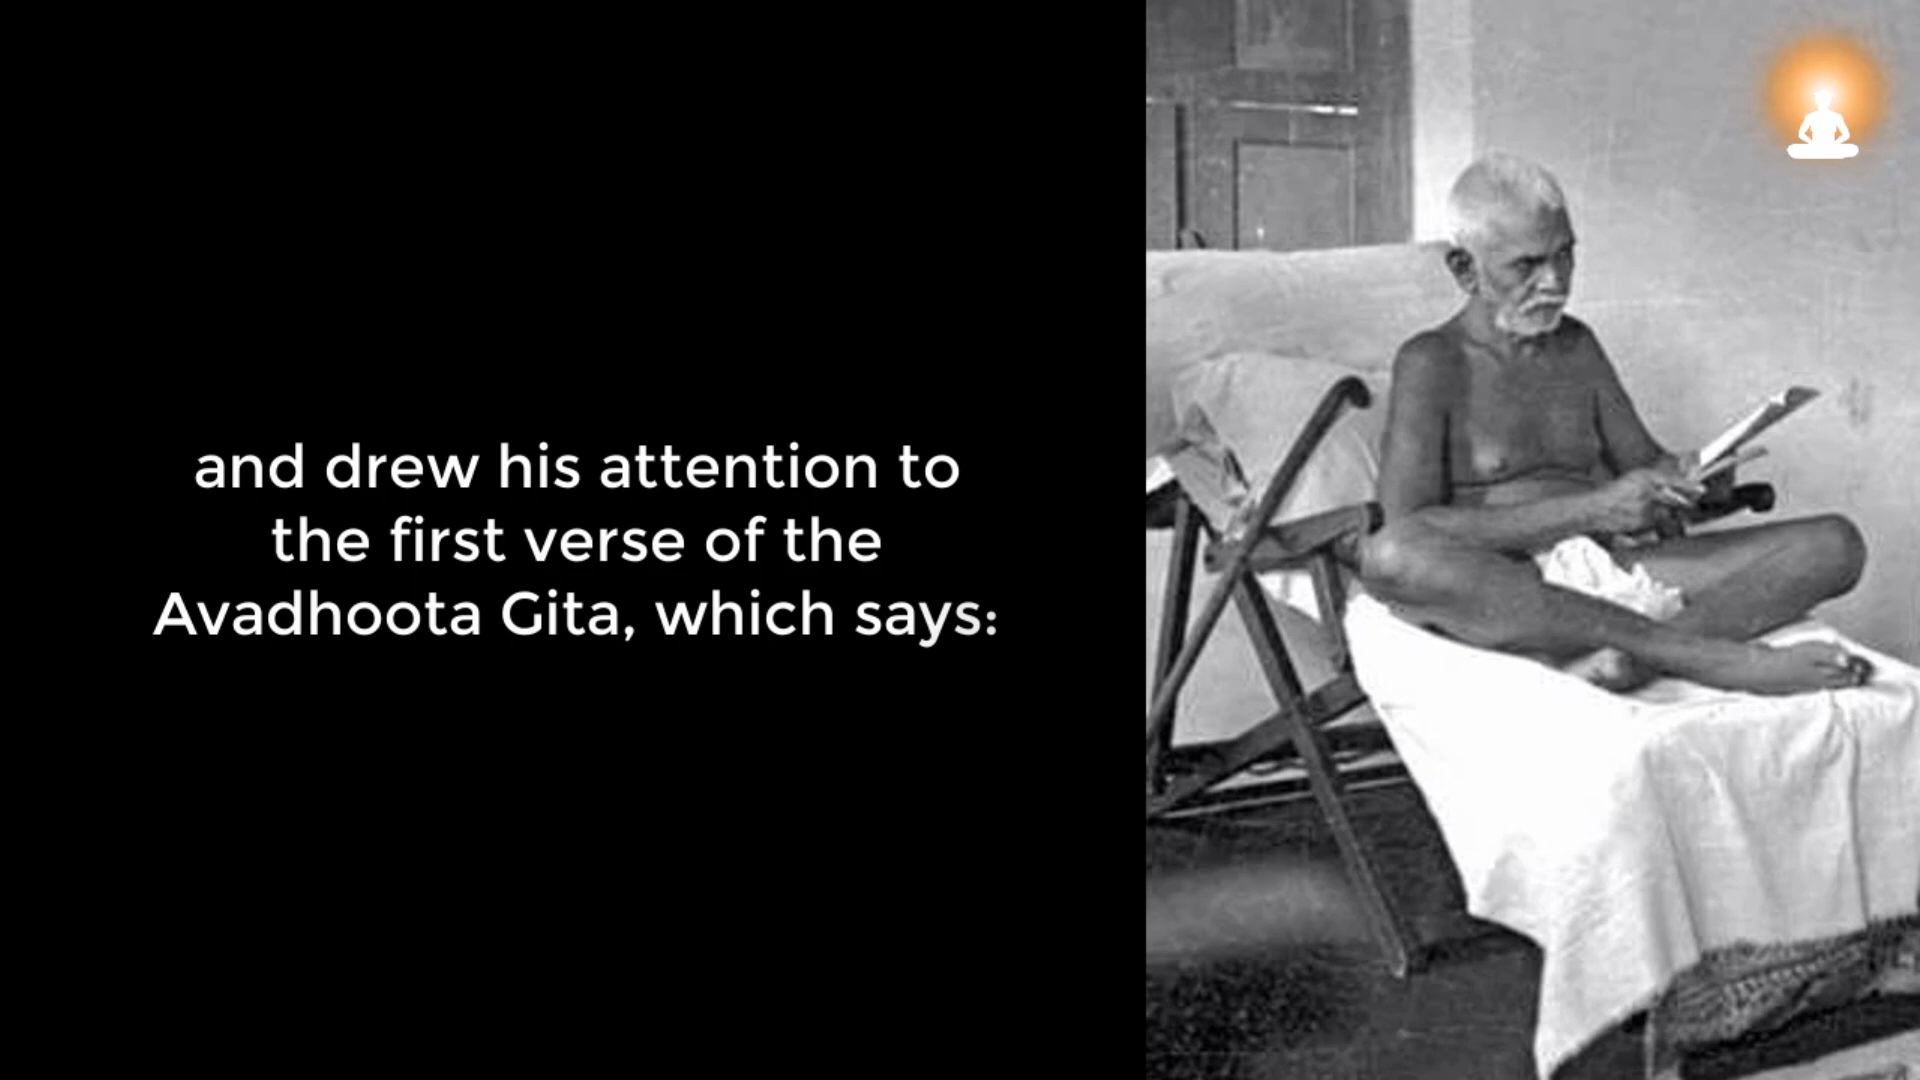 and drew his attention to
the first verse of the
Avadhoota Gita, which says: